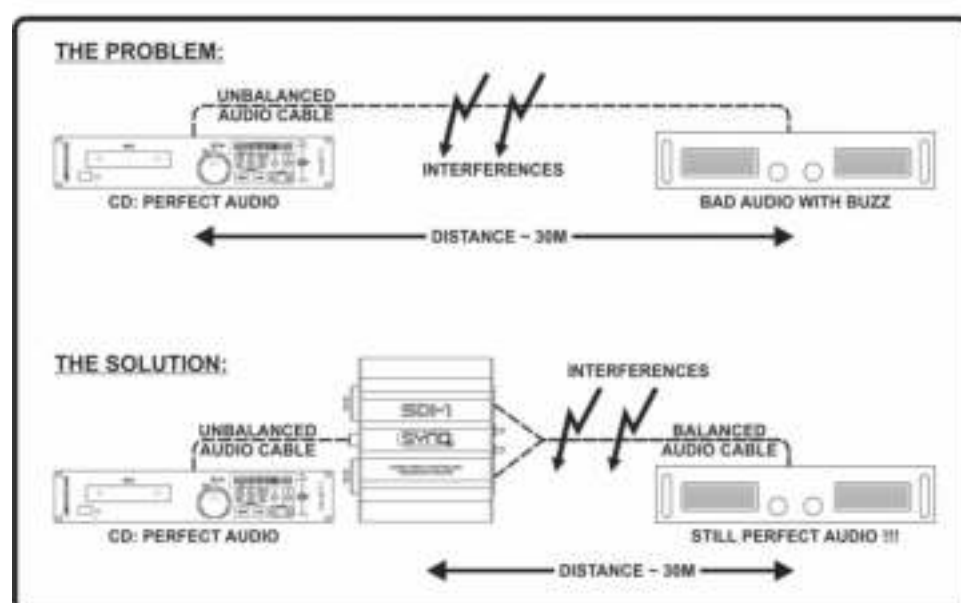 THE PROBLEM:
UNBALANCED
AUDIO CABLE
INTERFERENCES
CD: PERFECT AUDIO
BAD AUDIO WITH BUZZ
DISTANCE ~ 30M
THE SOLUTION:
INTERFERENCES
SDI-1
SYNQ
UNBALANCED
AUDIO CABLE
BALANCED
AUDIO CABLE
CD: PERFECT AUDIO
STILL PERFECT AUDIO !!!
DISTANCE ~ 30M